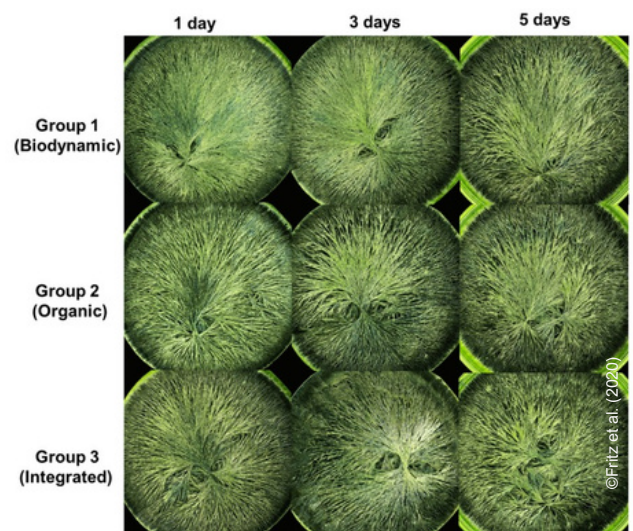 1 day
3 days
5 days
Group 1
(Biodynamic)
Group 2
(Organic)
Group 3
(Integrated)
©Fritz et al. (2020)